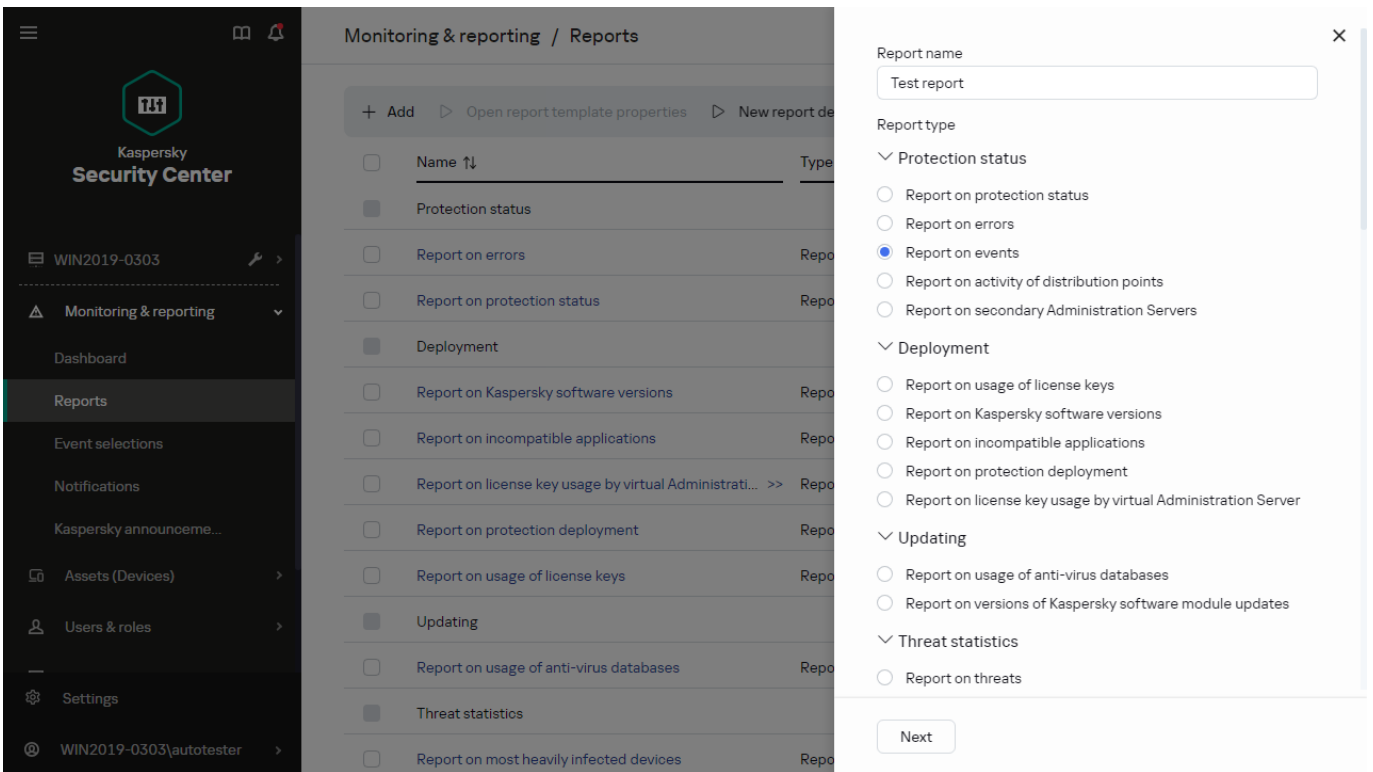 Kaspersky
Security Center
WIN2019-0303
Monitoring & reporting
Dashboard
Reports
Event selections
Notifications
Kaspersky announceme...
Assets (Devices)
Users & roles
Settings
WIN2019-0303\autotester
Monitoring & reporting / Reports
+ Add Open report template properties New report de
Name ↑↓ Type
Protection status
Report on errors Repo
Report on protection status Repo
Deployment
Report on Kaspersky software versions Repo
Report on incompatible applications Repo
Report on license key usage by virtual Administrati... >> Repo
Report on protection deployment Repo
Report on usage of license keys Repo
Updating
Report on usage of anti-virus databases Repo
Threat statistics
Report on most heavily infected devices Repo
Report name
Test report
Report type
Protection status
Report on protection status
Report on errors
Report on events
Report on activity of distribution points
Report on secondary Administration Servers
Deployment
Report on usage of license keys
Report on Kaspersky software versions
Report on incompatible applications
Report on protection deployment
Report on license key usage by virtual Administration Server
Updating
Report on usage of anti-virus databases
Report on versions of Kaspersky software module updates
Threat statistics
Report on threats
Next